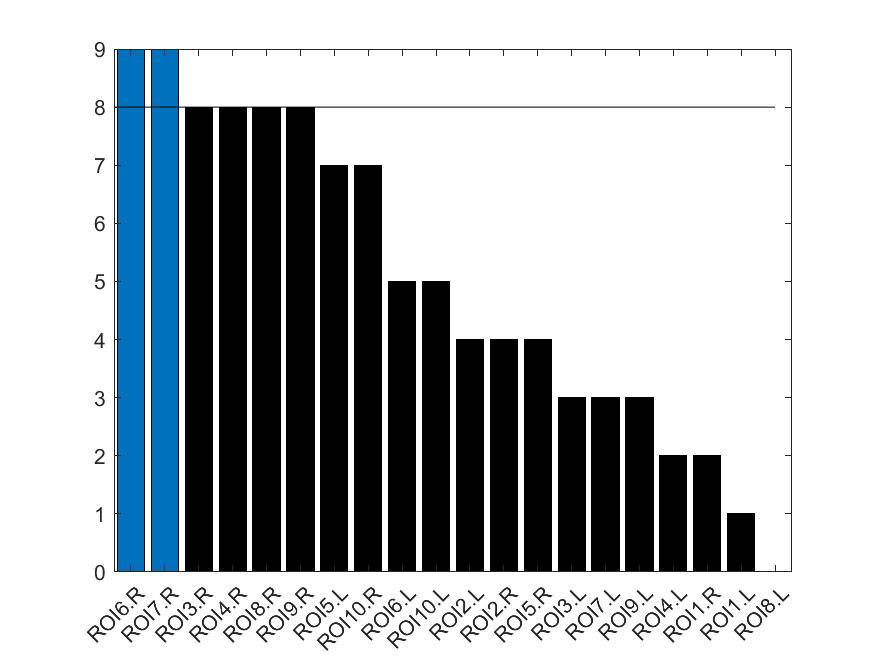 9
8
7
6
5
4
3
2
1
0
ROI6.R
ROI7.R
ROI3.R
ROI4.R
ROI8.R
ROI9.R
ROI5.L
ROI10.R
ROI6.L
ROI10.L
ROI2.L
ROI2.R
ROI5.R
ROI3.L
ROI7.L
ROI9.L
ROI4.L
ROI1.R
ROI1.L
ROI8.L